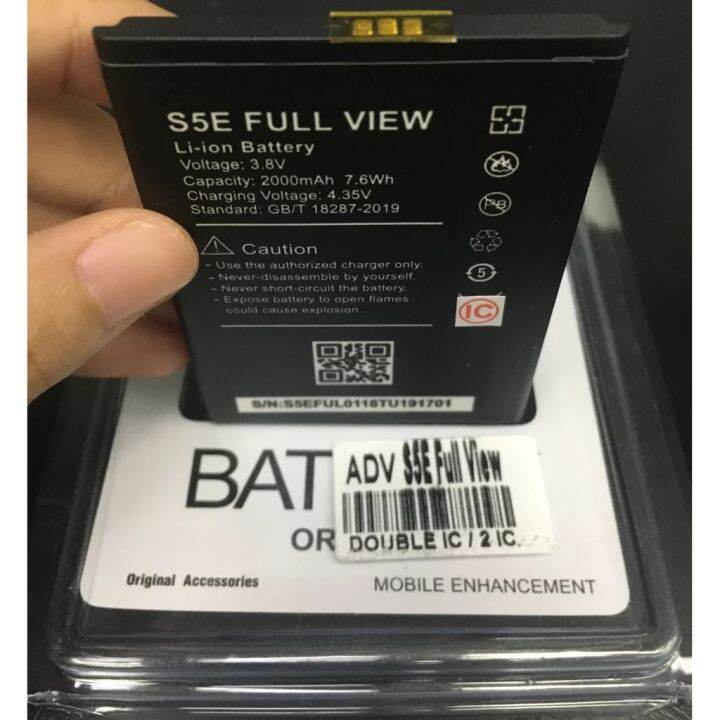 S5E FULL VIEW
Li-ion Battery
Voltage: 3.8V
Capacity: 2000mAh 7.6Wh
Charging Voltage: 4.35V
Standard: GB/T 18287-2019
Caution
- Use the authorized charger only.
- Never-disassemble by yourself.
- Never short-circuit the battery.
- Expose battery to open flames
could cause explosion.
PB
5
IC
S/N:S5EFUL0118TU191701
BAT
OR
ADV S5E Full View
DOUBLE IC / 2 IC.
Original Accessories
MOBILE ENHANCEMENT